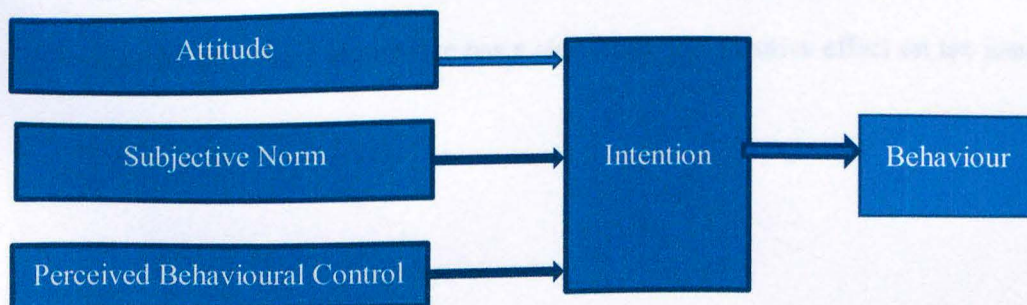 Attitude
Subjective Norm
Intention
Behaviour
Perceived Behavioural Control